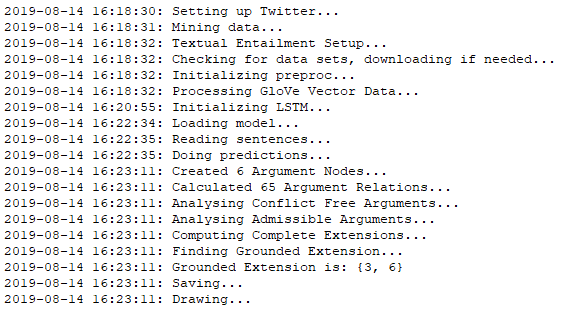 2019-08-14 16:18:30: Setting up Twitter...
2019-08-14 16:18:31: Mining data...
2019-08-14 16:18:32: Textual Entailment Setup...
2019-08-14 16:18:32: Checking for data sets, downloading if needed...
2019-08-14 16:18:32: Initializing preproc...
2019-08-14 16:18:32: Processing GloVe Vector Data...
2019-08-14 16:20:55: Initializing LSTM...
2019-08-14 16:22:34: Loading model...
2019-08-14 16:22:35: Reading sentences...
2019-08-14 16:22:35: Doing predictions...
2019-08-14 16:23:11: Created 6 Argument Nodes...
2019-08-14 16:23:11: Calculated 65 Argument Relations...
2019-08-14 16:23:11: Analysing Conflict Free Arguments...
2019-08-14 16:23:11: Analysing Admissible Arguments...
2019-08-14 16:23:11: Computing Complete Extensions...
2019-08-14 16:23:11: Finding Grounded Extension...
2019-08-14 16:23:11: Grounded Extension is: {3, 6}
2019-08-14 16:23:11: Saving...
2019-08-14 16:23:11: Drawing...